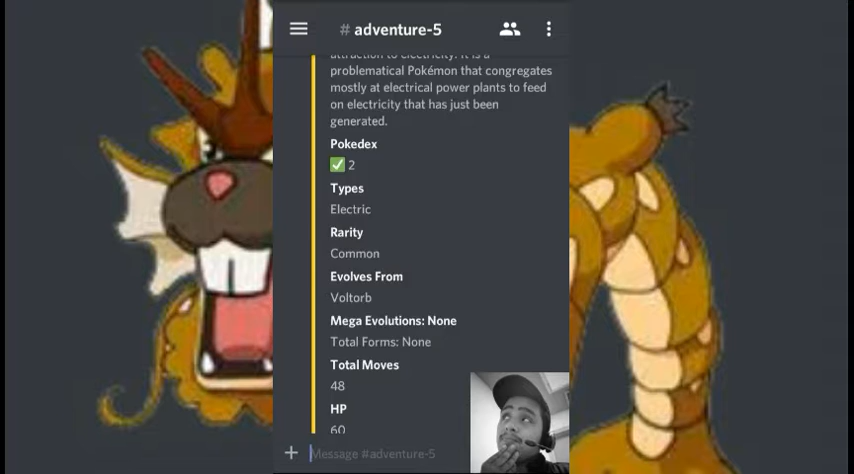 # adventure-5
attraction to electricity. It is a
problematical Pokémon that congregates
mostly at electrical power plants to feed
on electricity that has just been
generated.
Pokedex
✅ 2
Types
Electric
Rarity
Common
Evolves From
Voltorb
Mega Evolutions: None
Total Forms: None
Total Moves
48
HP
60
Message #adventure-5